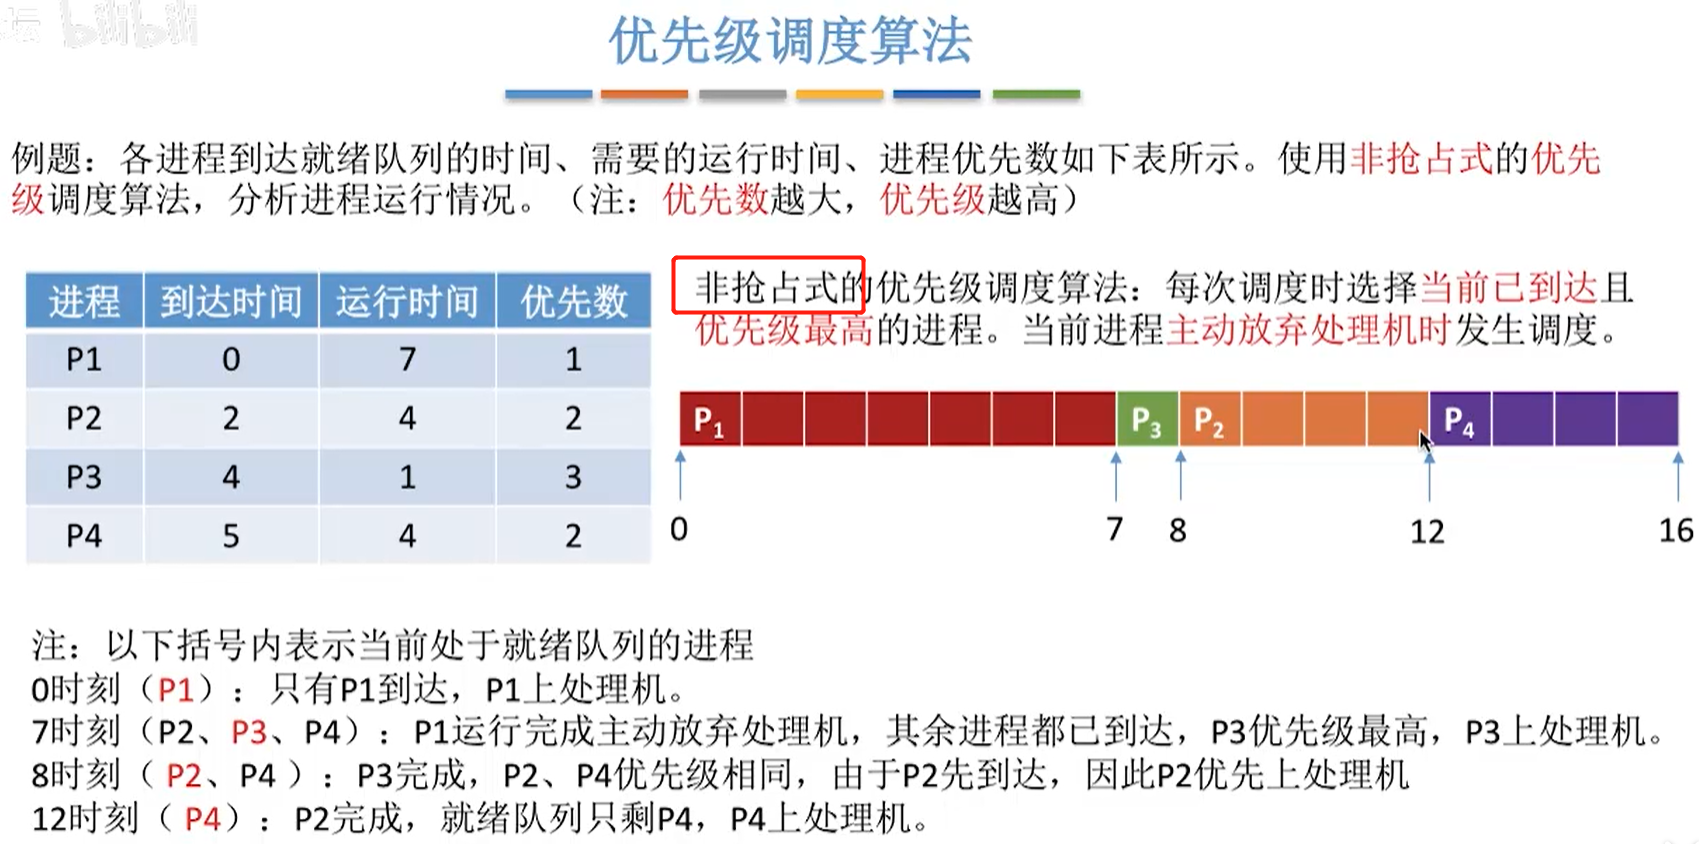 坛 bilibili
优先级调度算法
例题：各进程到达就绪队列的时间、需要的运行时间、进程优先数如下表所示。使用非抢占式的优先
级调度算法，分析进程运行情况。（注：优先数越大，优先级越高）
进程 到达时间 运行时间 优先数
P1 0 7 1
P2 2 4 2
P3 4 1 3
P4 5 4 2
非抢占式的优先级调度算法：每次调度时选择当前已到达且
优先级最高的进程。当前进程主动放弃处理机时发生调度。
P1 P3 P2 P4
0 7 8 12 16
注：以下括号内表示当前处于就绪队列的进程
0时刻（P1）：只有P1到达，P1上处理机。
7时刻（P2、P3、P4）：P1运行完成主动放弃处理机，其余进程都已到达，P3优先级最高，P3上处理机。
8时刻（ P2、P4 ）：P3完成，P2、P4优先级相同，由于P2先到达，因此P2优先上处理机
12时刻（ P4）：P2完成，就绪队列只剩P4，P4上处理机。